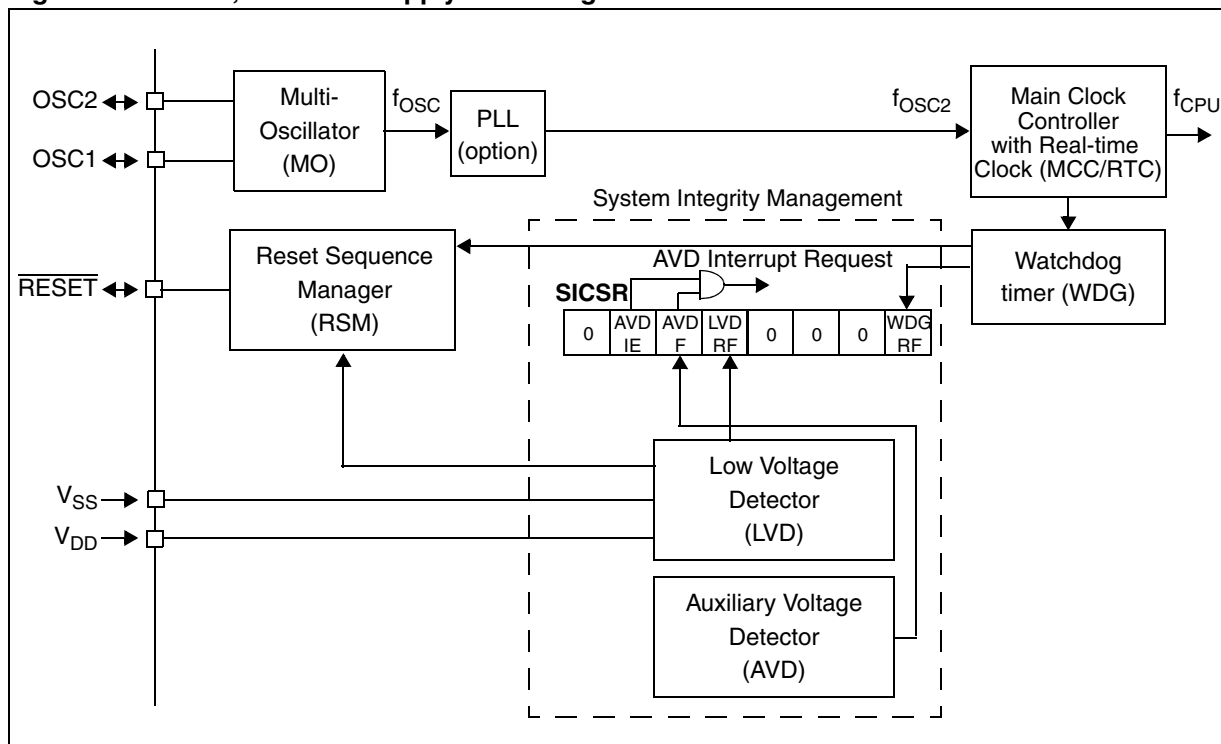 OSC2
OSC1
Multi-
Oscillator
(MO)
fOSC
PLL
(option)
fOSC2
Main Clock
Controller
with Real-time
Clock (MCC/RTC)
fCPU
System Integrity Management
RESET
Reset Sequence
Manager
(RSM)
AVD Interrupt Request
Watchdog
timer (WDG)
SICSR
0
AVD
IE
AVD
F
LVD
RF
0
0
0
WDG
RF
Low Voltage
Detector
(LVD)
VSS
VDD
Auxiliary Voltage
Detector
(AVD)